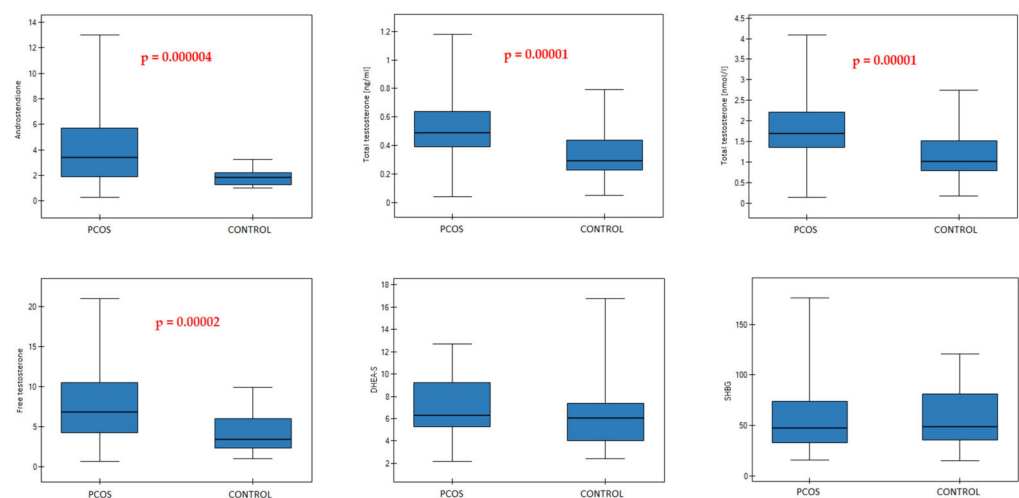 14
12
10
8
6
4
2
0
Androstendione
p = 0.000004
PCOS
CONTROL
1.2
1
0.8
0.6
0.4
0.2
0
Total testosterone [ng/ml]
p = 0.00001
PCOS
CONTROL
4.5
4
3.5
3
2.5
2
1.5
1
0.5
0
Total testosterone [nmol/l]
p = 0.00001
PCOS
CONTROL
20
15
10
5
0
Free testosterone
p = 0.00002
PCOS
CONTROL
18
16
14
12
10
8
6
4
2
DHEA-S
PCOS
CONTROL
150
100
50
0
SHBG
PCOS
CONTROL